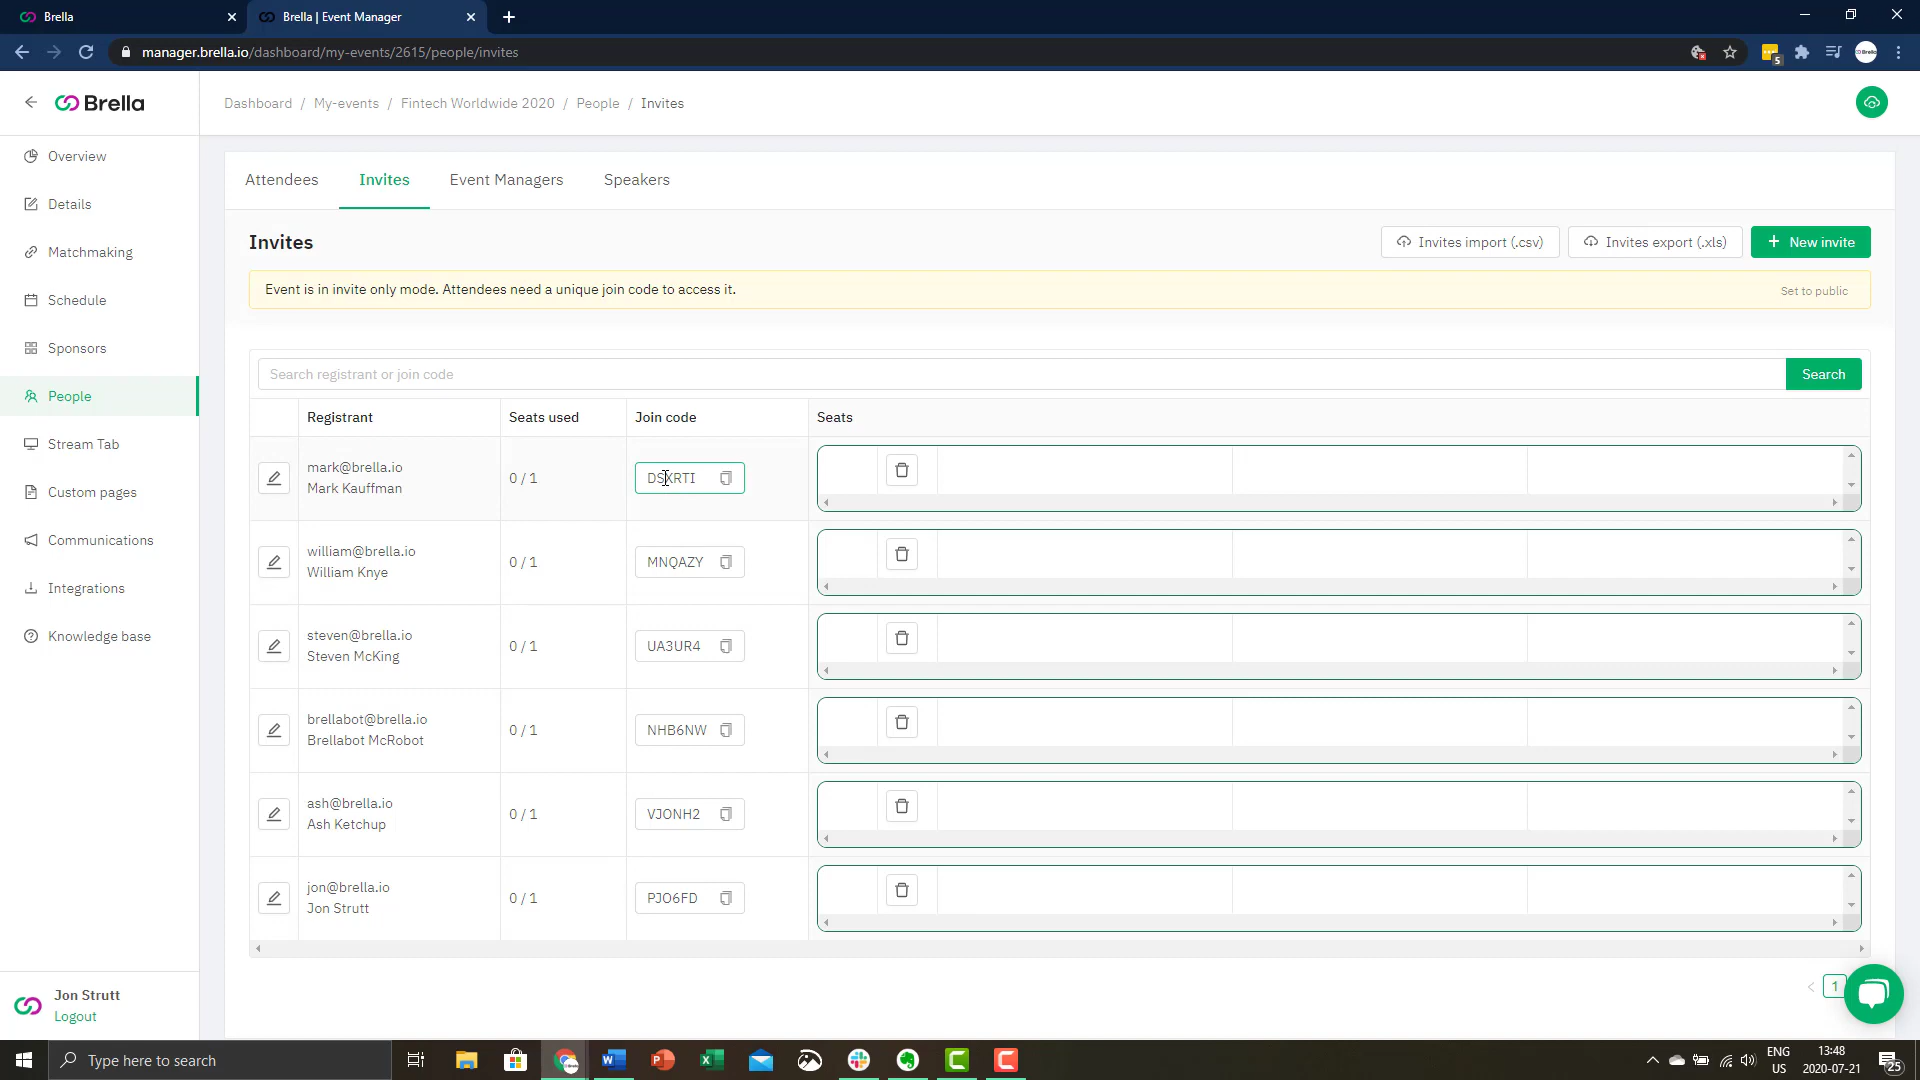 Brella
Brella | Event Manager
manager.brella.io/dashboard/my-events/2615/people/invites
5
Brella
Dashboard / My-events / Fintech Worldwide 2020 / People / Invites
Overview
Details
Matchmaking
Schedule
Sponsors
People
Stream Tab
Custom pages
Communications
Integrations
Knowledge base
Jon Strutt
Logout
Attendees Invites Event Managers Speakers
Invites
Invites import (.csv) Invites export (.xls) + New invite
Event is in invite only mode. Attendees need a unique join code to access it. Set to public
Search registrant or join code Search
Registrant Seats used Join code Seats
mark@brella.io
Mark Kauffman
0 / 1 DSXRTI
william@brella.io
William Knye
0 / 1 MNQAZY
steven@brella.io
Steven McKing
0 / 1 UA3UR4
brellabot@brella.io
Brellabot McRobot
0 / 1 NHB6NW
ash@brella.io
Ash Ketchup
0 / 1 VJONH2
jon@brella.io
Jon Strutt
0 / 1 PJO6FD
1
Type here to search
ENG
US
13:48
2020-07-21
25